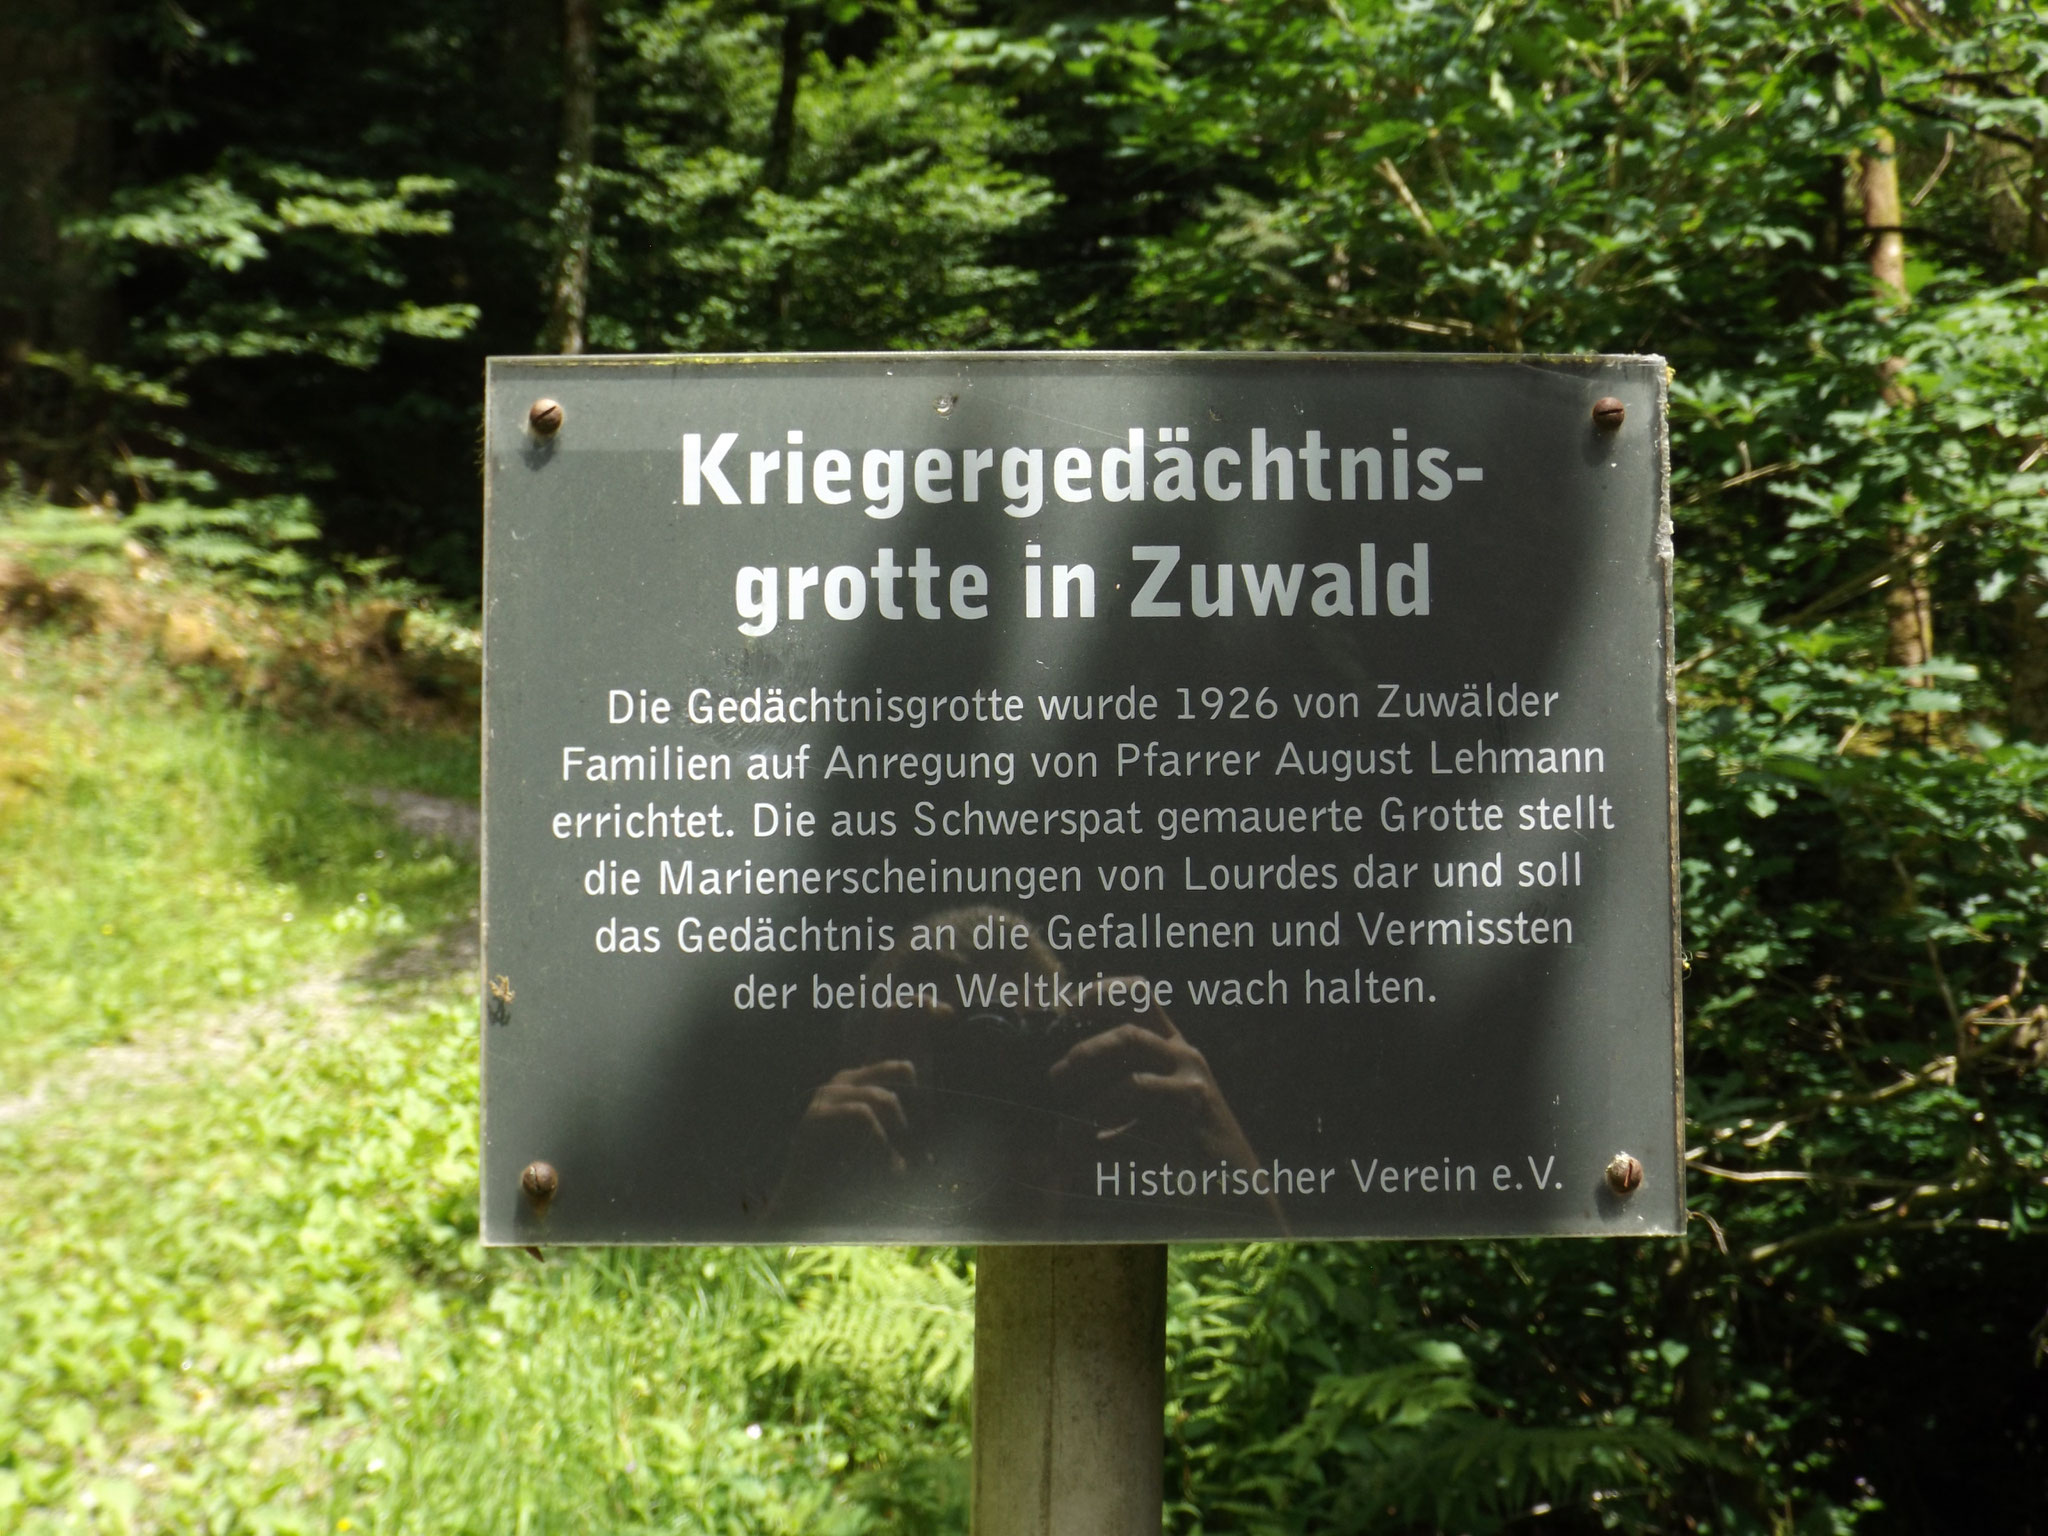 Kriegergedächtnis-
grotte in Zuwald
Die Gedächtnisgrotte wurde 1926 von Zuwälder
Familien auf Anregung von Pfarrer August Lehmann
errichtet. Die aus Schwerspat gemauerte Grotte stellt
die Marienerscheinungen von Lourdes dar und soll
das Gedächtnis an die Gefallenen und Vermissten
der beiden Weltkriege wach halten.
Historischer Verein e.V.